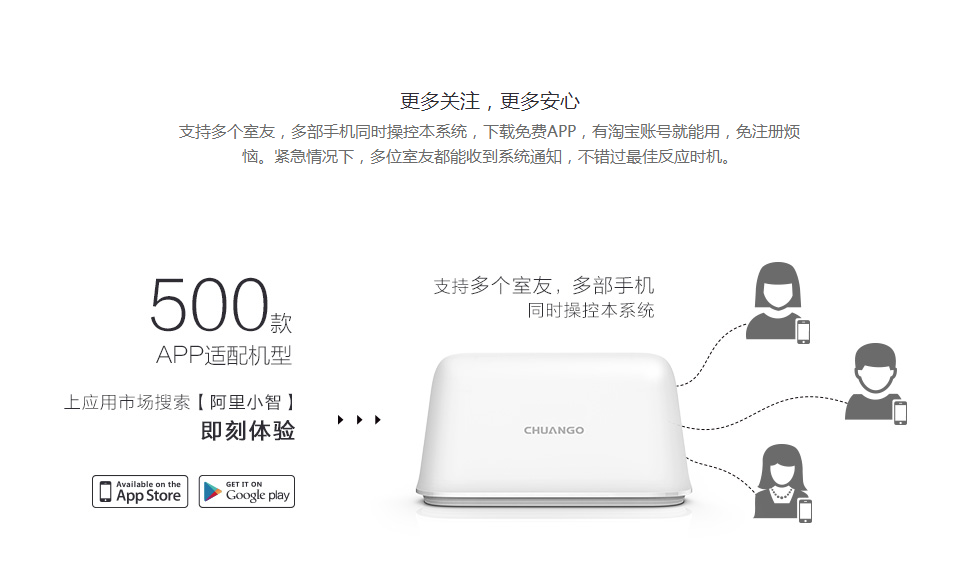 更多关注，更多安心
支持多个室友，多部手机同时操控本系统，下载免费APP，有淘宝账号就能用，免注册烦
恼。紧急情况下，多位室友都能收到系统通知，不错过最佳反应时机。
500款
APP适配机型
上应用市场搜索【阿里小智】
即刻体验
Available on the
App Store
GET IT ON
Google play
支持多个室友，多部手机
同时操控本系统
CHUANGO